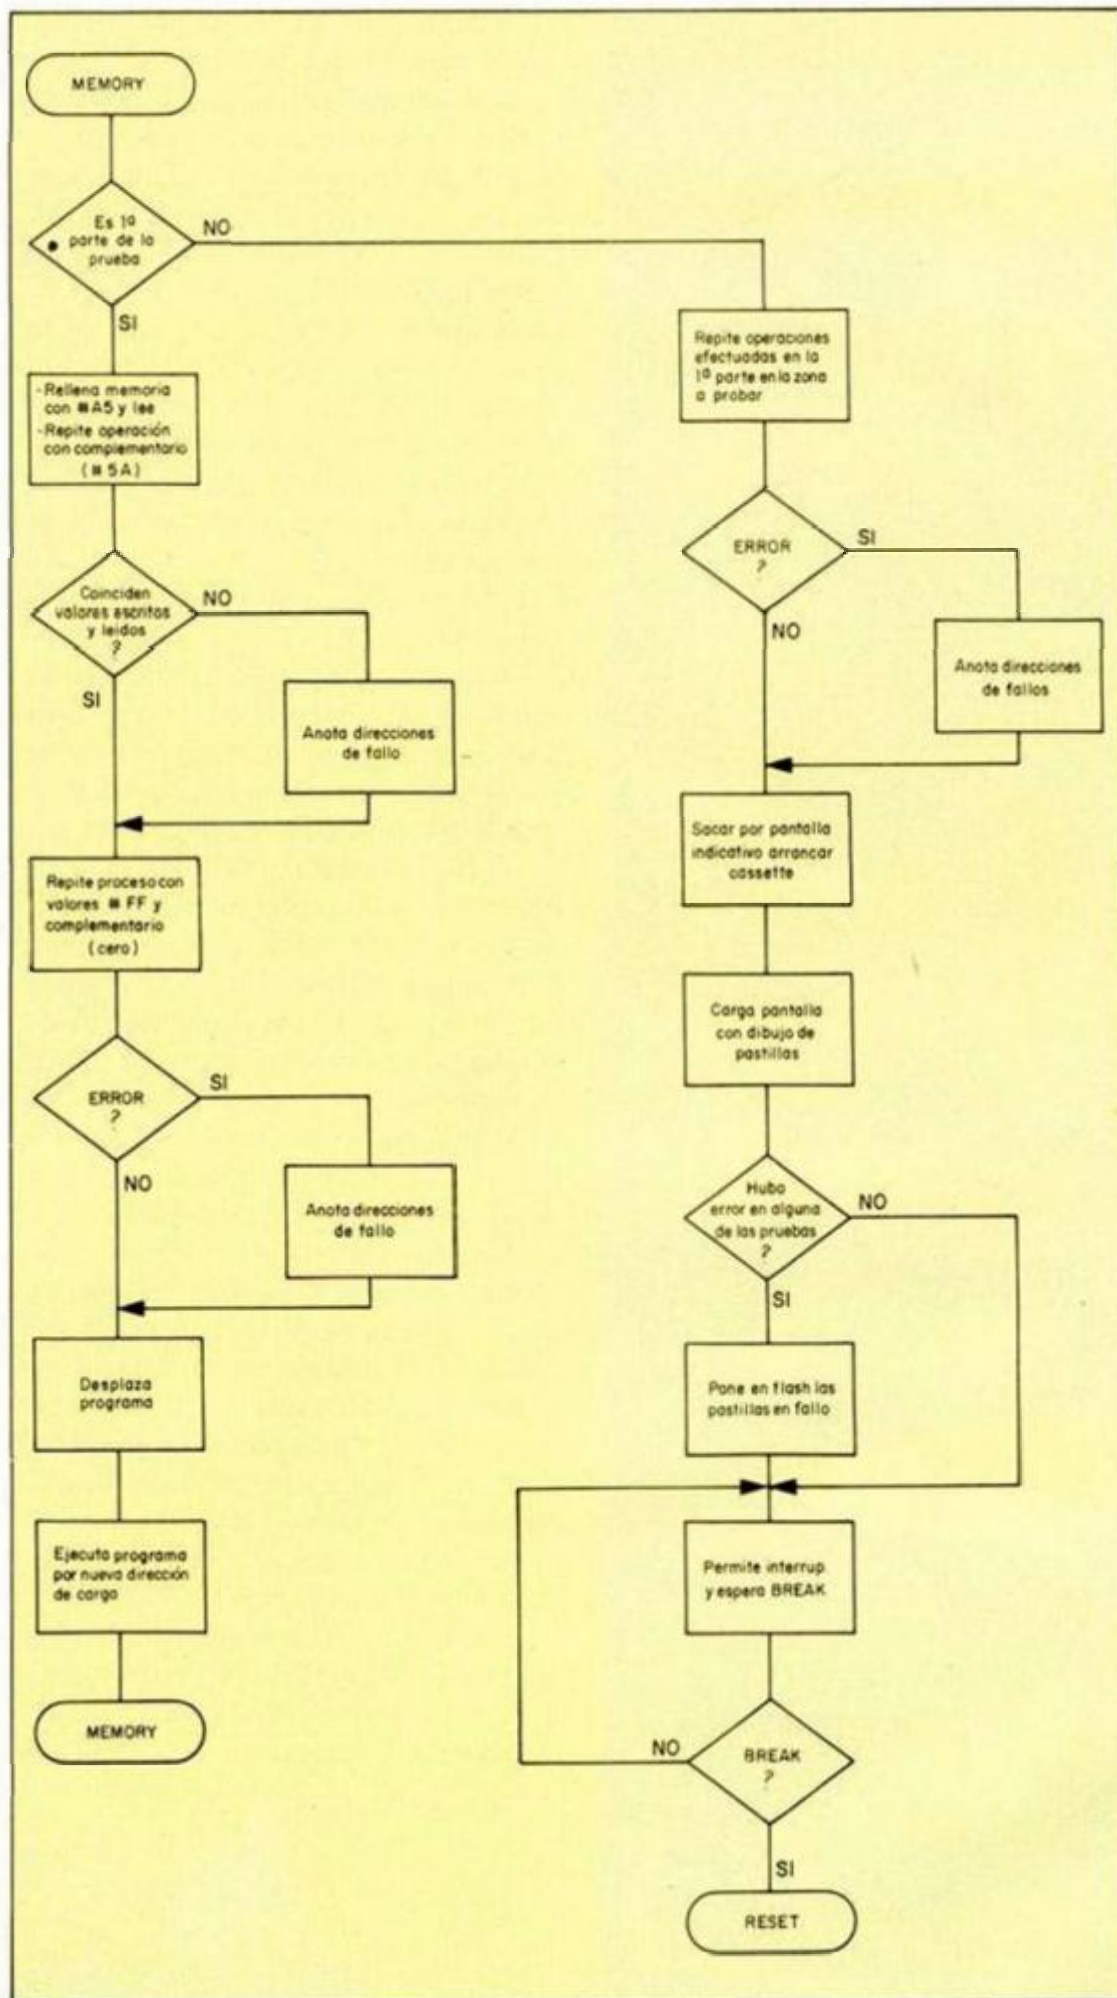 MEMORY
Es 1ª
parte de la
prueba
NO
SI
-Rellena memoria
con #A5 y lee
-Repite operación
con complementario
(#5A)
Coinciden
valores escritos
y leidos
?
NO
SI
Anota direcciones
de fallo
Repite proceso con
valores #FF y
complementario
(cero)
ERROR
?
SI
NO
Anota direcciones
de fallo
Desplaza
programa
Ejecuta programa
por nueva dirección
de carga
MEMORY
Repite operaciones
efectuadas en la
1ª parte en la zona
a probar
ERROR
?
SI
NO
Anota direcciones
de fallos
Sacar por pantalla
indicativo arrancar
cassette
Carga pantalla
con dibujo de
pastillas
Hubo
error en alguna
de las pruebas
?
NO
SI
Pone en flash las
pastillas en fallo
Permite interrup
y espera BREAK
BREAK
?
NO
SI
RESET